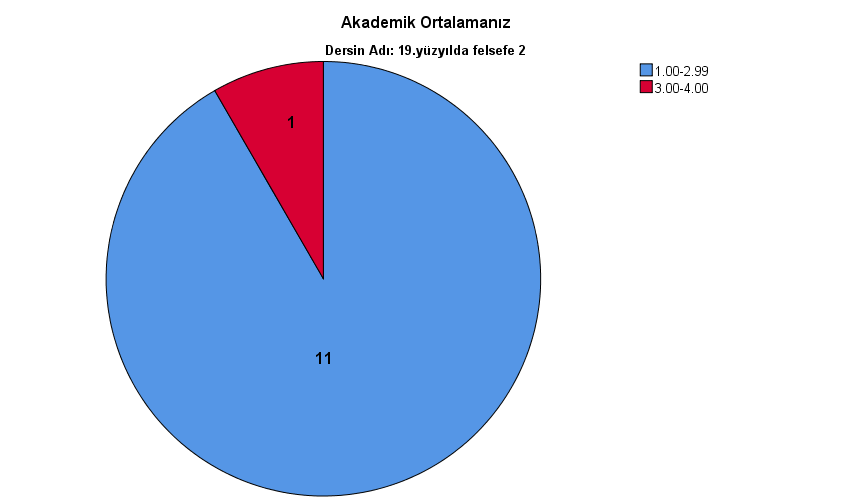 Akademik Ortalamanız
Dersin Adı: 19.yüzyılda felsefe 2
1.00-2.99
3.00-4.00
1
11